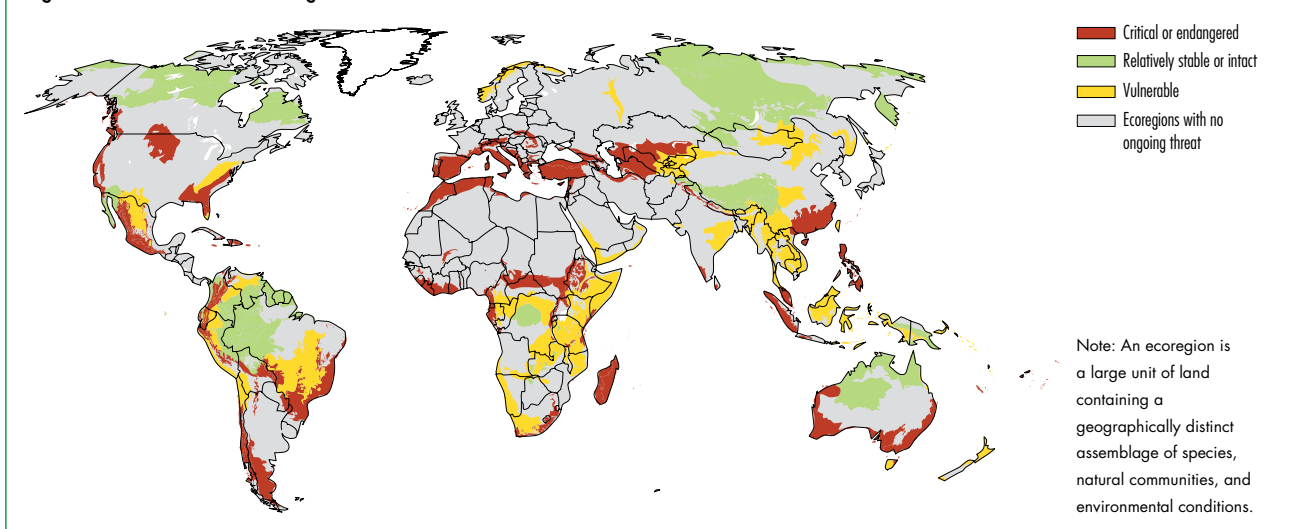 Critical or endangered
Relatively stable or intact
Vulnerable
Ecoregions with no
ongoing threat
Note: An ecoregion is
a large unit of land
containing a
geographically distinct
assemblage of species,
natural communities, and
environmental conditions.